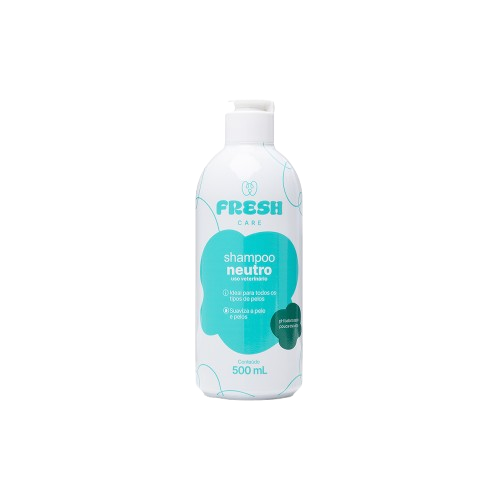 FRESH
CARE
shampoo
neutro
uso veterinário
Ideal para todos os
tipos de pelos
Suaviza a pele
e pelos
Conteúdo
500 mL